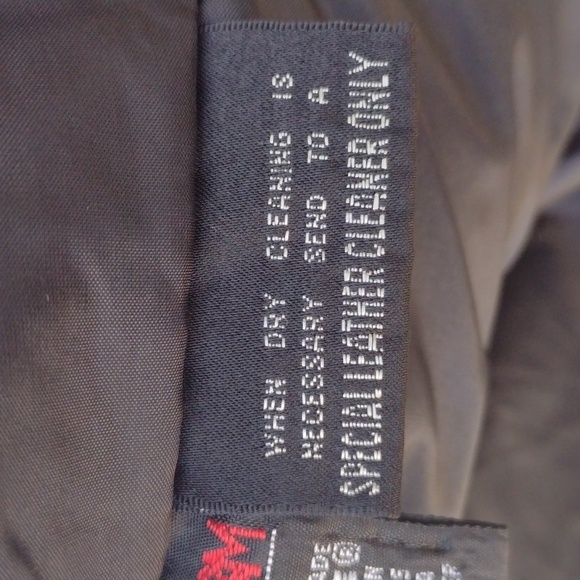 WHEN DRY CLEANING IS
NECESSARY SEND TO A
SPECIAL LEATHER CLEANER ONLY